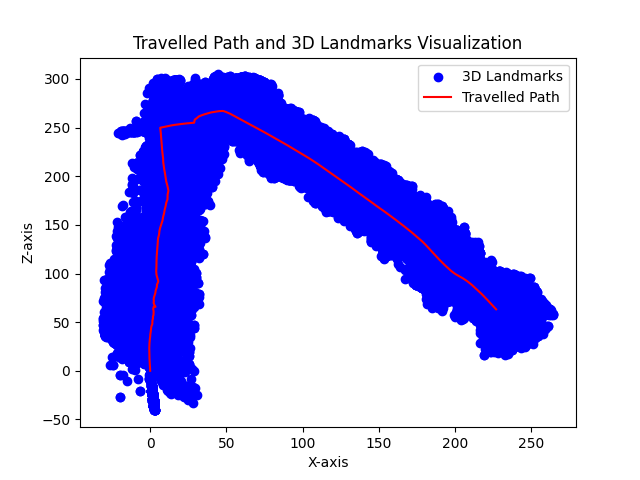 Travelled Path and 3D Landmarks Visualization
3D Landmarks
Travelled Path
300
250
200
150
100
50
0
−50
Z-axis
0
50
100
150
200
250
X-axis